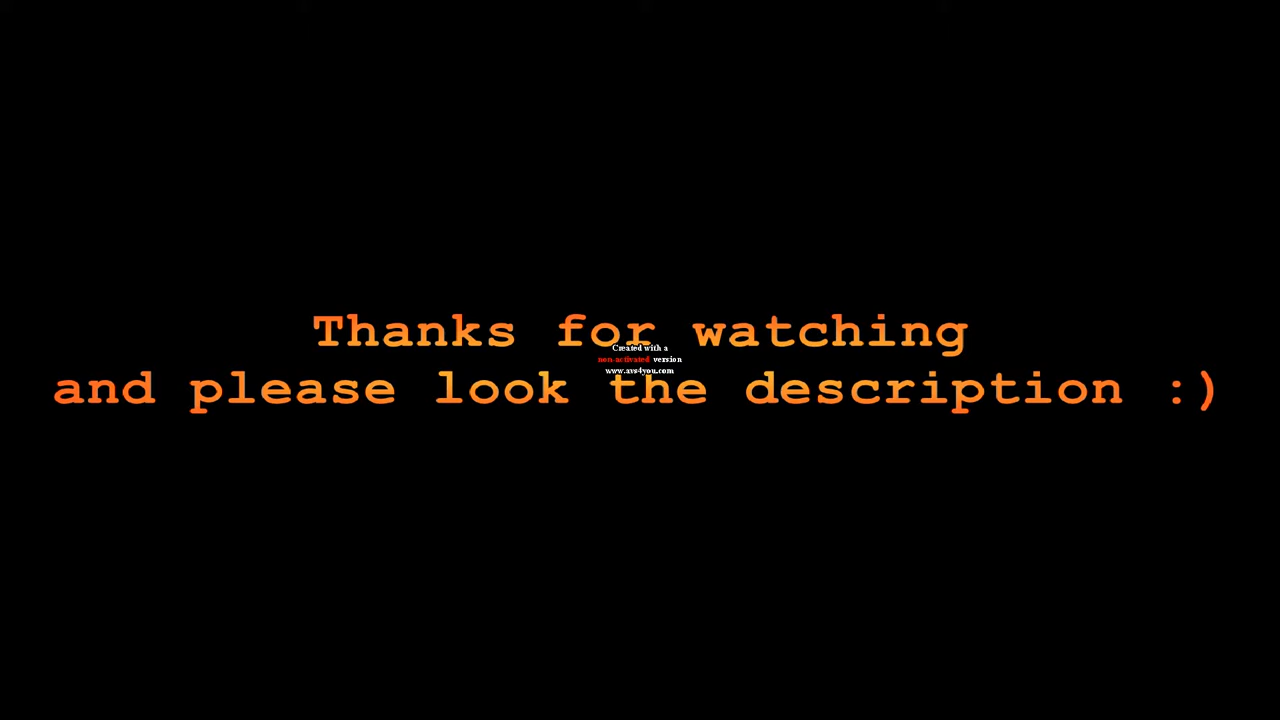 Thanks for watching
Created with a
non-activated version
www.avs4you.com
and please look the description :)